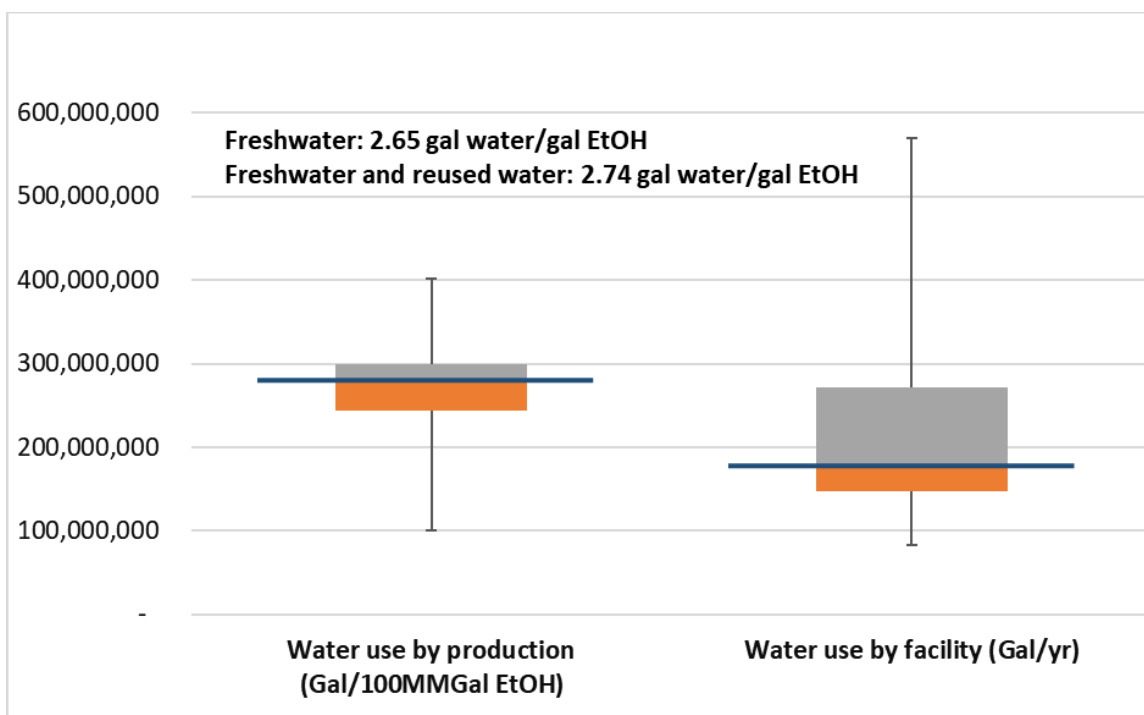 600,000,000
Freshwater: 2.65 gal water/gal EtOH
Freshwater and reused water: 2.74 gal water/gal EtOH
500,000,000
400,000,000
300,000,000
200,000,000
100,000,000
-
Water use by production
(Gal/100MMGal EtOH)
Water use by facility (Gal/yr)